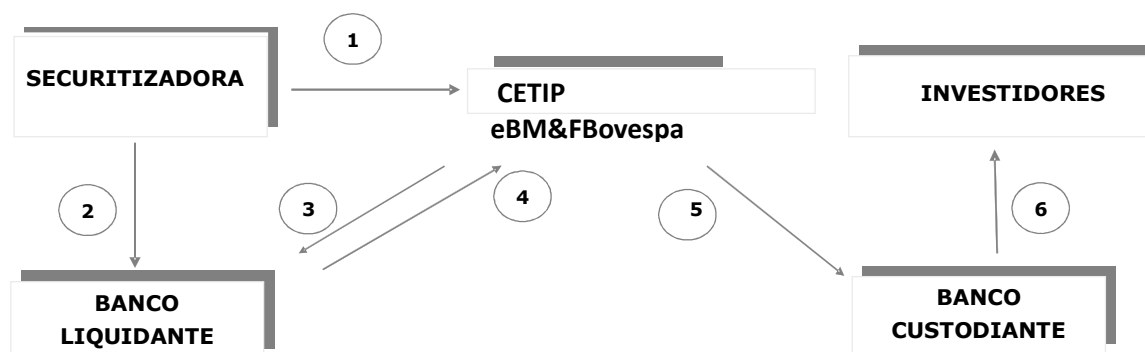 1
SECURITIZADORA
CETIP
eBM&FBovespa
INVESTIDORES
2
3
4
5
6
BANCO
LIQUIDANTE
BANCO
CUSTODIANTE